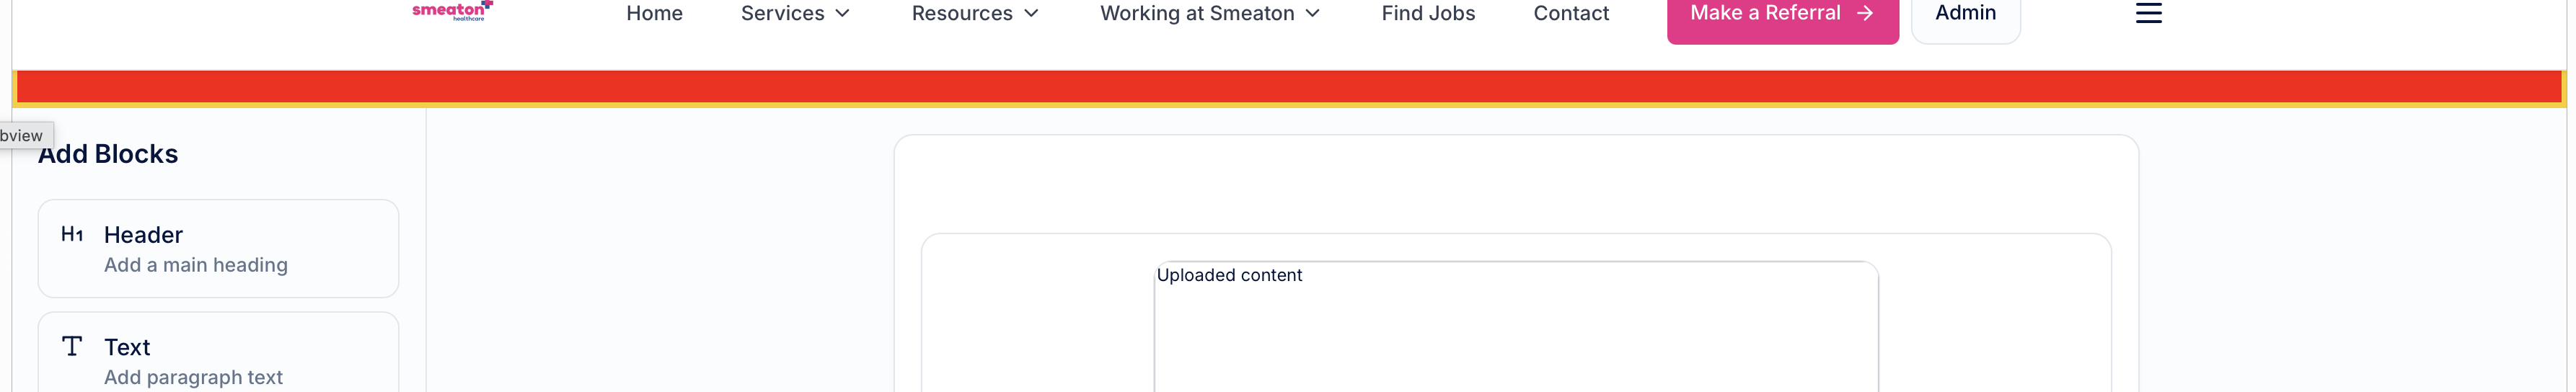 smeaton
healthcare
Home
Services
Resources
Working at Smeaton
Find Jobs
Contact
Make a Referral
Admin
bview
Add Blocks
H1
Header
Add a main heading
T
Text
Add paragraph text
Uploaded content